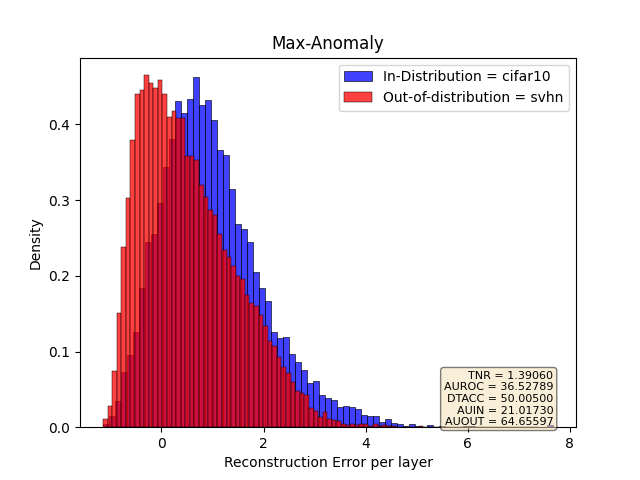 Max-Anomaly
In-Distribution = cifar10
Out-of-distribution = svhn
Density
0.4
0.3
0.2
0.1
0.0
TNR = 1.39060
AUROC = 36.52789
DTACC = 50.00500
AUIN = 21.01730
AUOUT = 64.65597
0 2 4 6 8
Reconstruction Error per layer